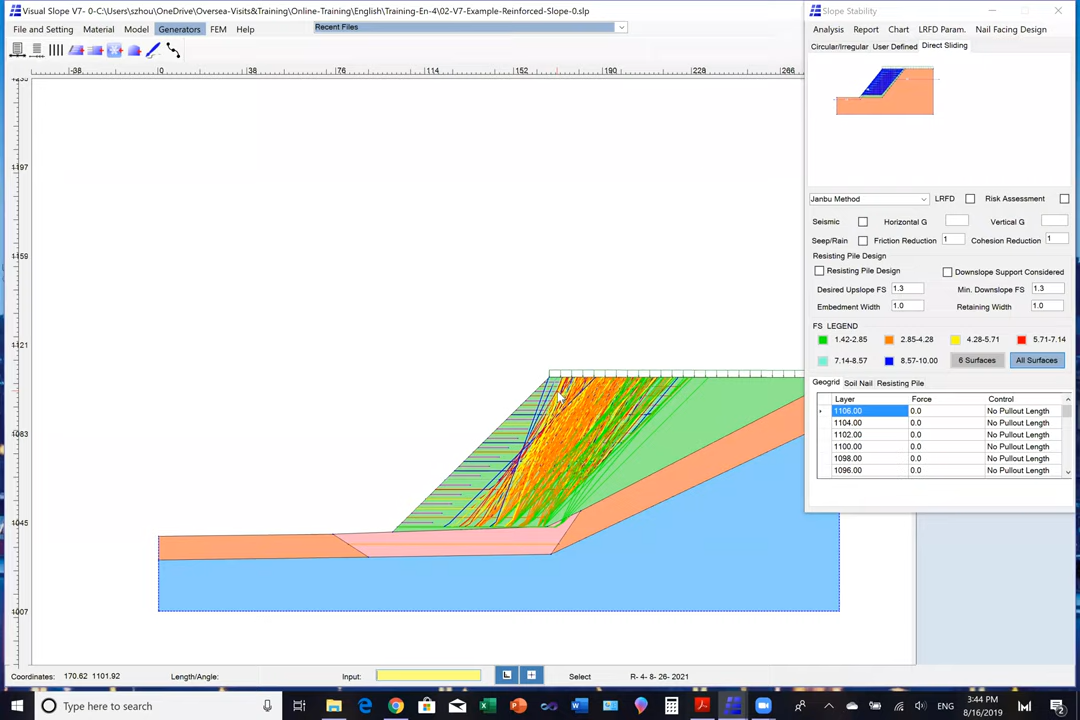 Visual Slope V7- 0-C:\Users\szhou\OneDrive\Oversea-Visits&Training\Online-Training\English\Training-En-4\02-V7-Example-Reinforced-Slope-0.slp
File and Setting Material Model Generators FEM Help
Recent Files
-38 0 38 76 114 152 190 228 266
1235
1197
1159
1121
1083
1045
1007
Coordinates: 170.62 1101.92 Length/Angle: Input: Select R- 4- 8- 26- 2021
Slope Stability
Analysis Report Chart LRFD Param. Nail Facing Design
Circular/Irregular User Defined Direct Sliding
Janbu Method LRFD Risk Assessment
Seismic Horizontal G Vertical G
Seep/Rain Friction Reduction 1 Cohesion Reduction 1
Resisting Pile Design
Resisting Pile Design Downslope Support Considered
Desired Upslope FS 1.3 Min. Downslope FS 1.3
Embedment Width 1.0 Retaining Width 1.0
FS LEGEND
1.42-2.85 2.85-4.28 4.28-5.71 5.71-7.14
7.14-8.57 8.57-10.00 6 Surfaces All Surfaces
Geogrid Soil Nail Resisting Pile
Layer Force Control
1106.00 0.0 No Pullout Length
1104.00 0.0 No Pullout Length
1102.00 0.0 No Pullout Length
1100.00 0.0 No Pullout Length
1098.00 0.0 No Pullout Length
1096.00 0.0 No Pullout Length
Type here to search
ENG
3:44 PM
8/16/2019
2